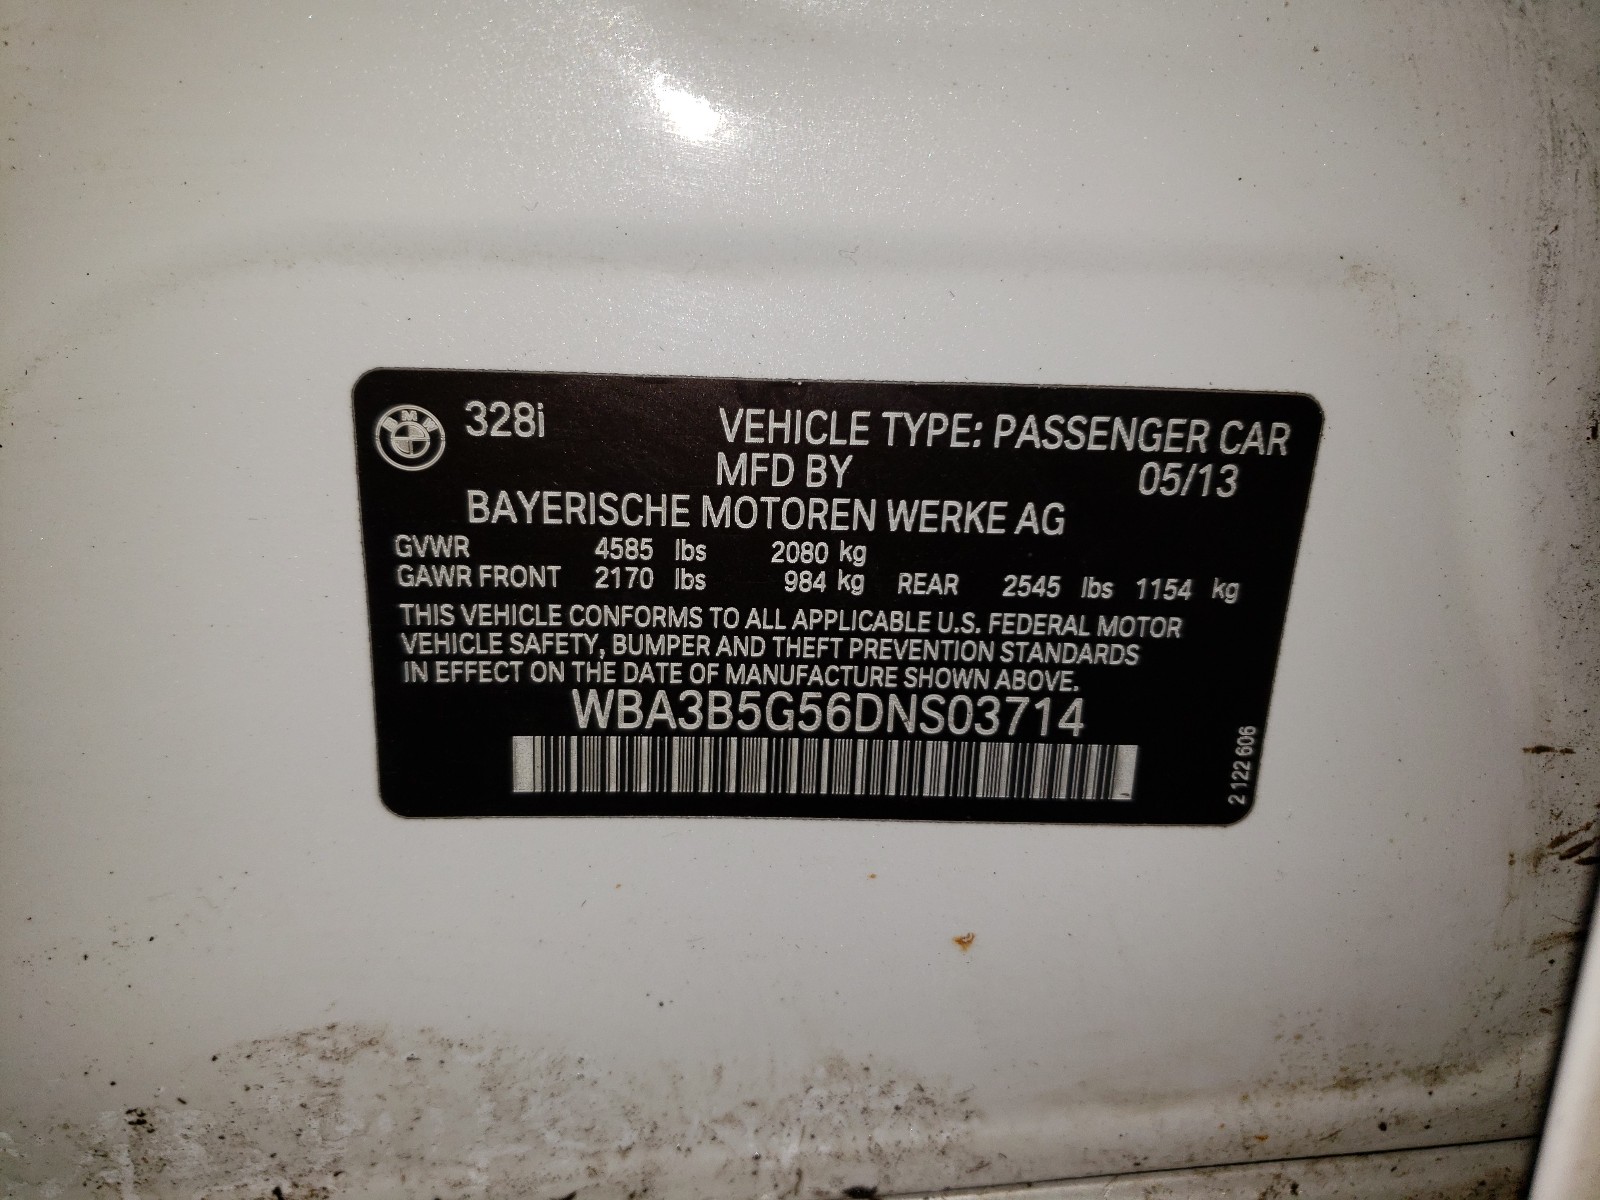 BMW 328i VEHICLE TYPE: PASSENGER CAR
MFD BY 05/13
BAYERISCHE MOTOREN WERKE AG
GVWR 4585 lbs 2080 kg
GAWR FRONT 2170 lbs 984 kg REAR 2545 lbs 1154 kg
THIS VEHICLE CONFORMS TO ALL APPLICABLE U.S. FEDERAL MOTOR
VEHICLE SAFETY, BUMPER AND THEFT PREVENTION STANDARDS
IN EFFECT ON THE DATE OF MANUFACTURE SHOWN ABOVE.
WBA3B5G56DNS03714
2 122 606